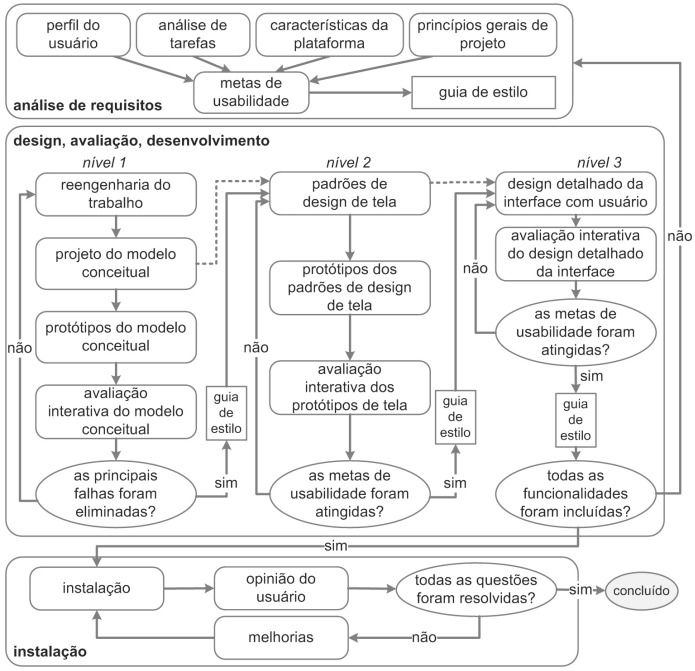 perfil do
usuário
análise de
tarefas
características da
plataforma
princípios gerais de
projeto
metas de
usabilidade
guia de estilo
análise de requisitos
design, avaliação, desenvolvimento
nível 1
nível 2
nível 3
reengenharia do
trabalho
projeto do modelo
conceitual
protótipos do modelo
conceitual
avaliação
interativa do modelo
conceitual
as principais
falhas foram
eliminadas?
não
sim
guia
de
estilo
padrões de
design de tela
protótipos dos
padrões de design
de tela
avaliação
interativa dos
protótipos de tela
as metas de
usabilidade foram
atingidas?
não
sim
guia
de
estilo
design detalhado da
interface com usuário
avaliação interativa
do design detalhado
da interface
as metas de
usabilidade foram
atingidas?
não
sim
guia
de
estilo
todas as
funcionalidades
foram incluídas?
não
sim
instalação
opinião do
usuário
todas as questões
foram resolvidas?
sim
concluído
melhorias
não
instalação